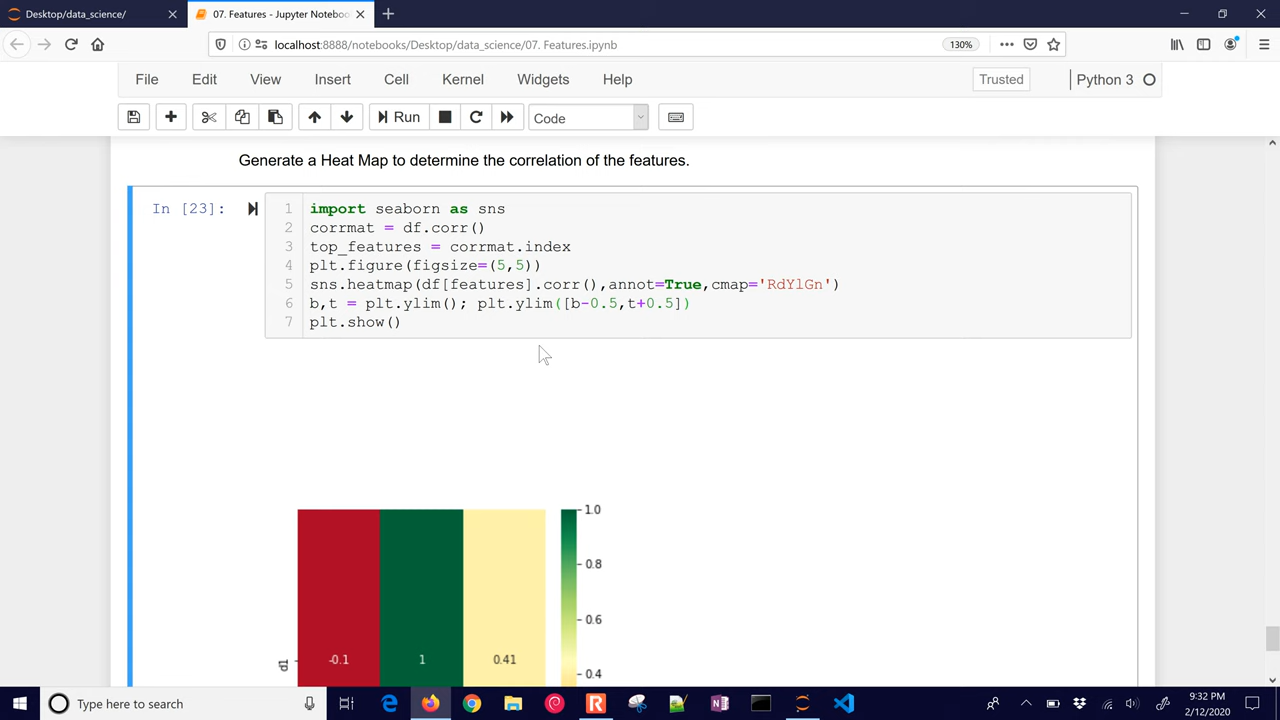 Desktop/data_science/
07. Features - Jupyter Noteboo
localhost:8888/notebooks/Desktop/data_science/07. Features.ipynb
130%
File Edit View Insert Cell Kernel Widgets Help
Trusted
Python 3
Run
Code
Generate a Heat Map to determine the correlation of the features.
In [23]:
1 import seaborn as sns
2 corrmat = df.corr()
3 top_features = corrmat.index
4 plt.figure(figsize=(5,5))
5 sns.heatmap(df[features].corr(),annot=True,cmap='RdYlGn')
6 b,t = plt.ylim(); plt.ylim([b-0.5,t+0.5])
7 plt.show()
1.0
0.8
0.6
0.4
d1
-0.1 1 0.41
Type here to search
9:32 PM
2/12/2020